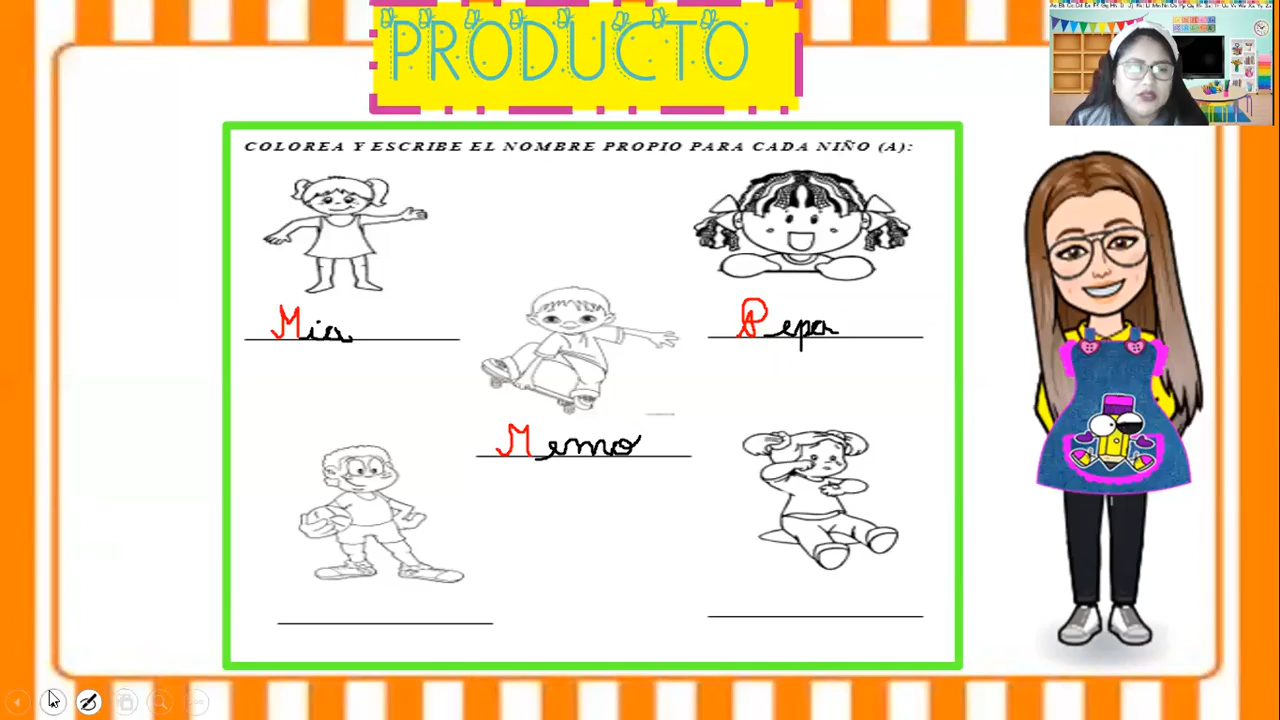 PRODUCTO
COLOREA Y ESCRIBE EL NOMBRE PROPIO PARA CADA NIÑO (A):
Mia
Pepa
Memo